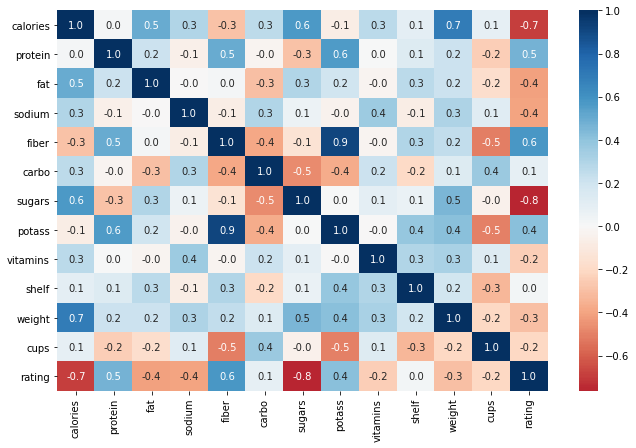 calories 1.0 0.0 0.5 0.3 -0.3 0.3 0.6 -0.1 0.3 0.1 0.7 0.1 -0.7
protein 0.0 1.0 0.2 -0.1 0.5 -0.0 -0.3 0.6 0.0 0.1 0.2 -0.2 0.5
fat 0.5 0.2 1.0 -0.0 0.0 -0.3 0.3 0.2 -0.0 0.3 0.2 -0.2 -0.4
sodium 0.3 -0.1 -0.0 1.0 -0.1 0.3 0.1 -0.0 0.4 -0.1 0.3 0.1 -0.4
fiber -0.3 0.5 0.0 -0.1 1.0 -0.4 -0.1 0.9 -0.0 0.3 0.2 -0.5 0.6
carbo 0.3 -0.0 -0.3 0.3 -0.4 1.0 -0.5 -0.4 0.2 -0.2 0.1 0.4 0.1
sugars 0.6 -0.3 0.3 0.1 -0.1 -0.5 1.0 0.0 0.1 0.1 0.5 -0.0 -0.8
potass -0.1 0.6 0.2 -0.0 0.9 -0.4 0.0 1.0 -0.0 0.4 0.4 -0.5 0.4
vitamins 0.3 0.0 -0.0 0.4 -0.0 0.2 0.1 -0.0 1.0 0.3 0.3 0.1 -0.2
shelf 0.1 0.1 0.3 -0.1 0.3 -0.2 0.1 0.4 0.3 1.0 0.2 -0.3 0.0
weight 0.7 0.2 0.2 0.3 0.2 0.1 0.5 0.4 0.3 0.2 1.0 -0.2 -0.3
cups 0.1 -0.2 -0.2 0.1 -0.5 0.4 -0.0 -0.5 0.1 -0.3 -0.2 1.0 -0.2
rating -0.7 0.5 -0.4 -0.4 0.6 0.1 -0.8 0.4 -0.2 0.0 -0.3 -0.2 1.0
calories protein fat sodium fiber carbo sugars potass vitamins shelf weight cups rating
1.0
0.8
0.6
0.4
0.2
0.0
-0.2
-0.4
-0.6